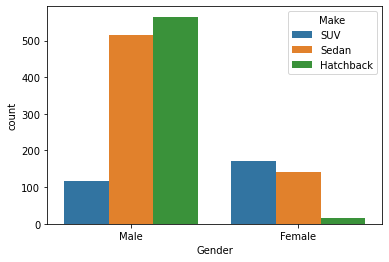 Make
SUV
Sedan
Hatchback
500
400
300
200
100
0
count
Male
Female
Gender